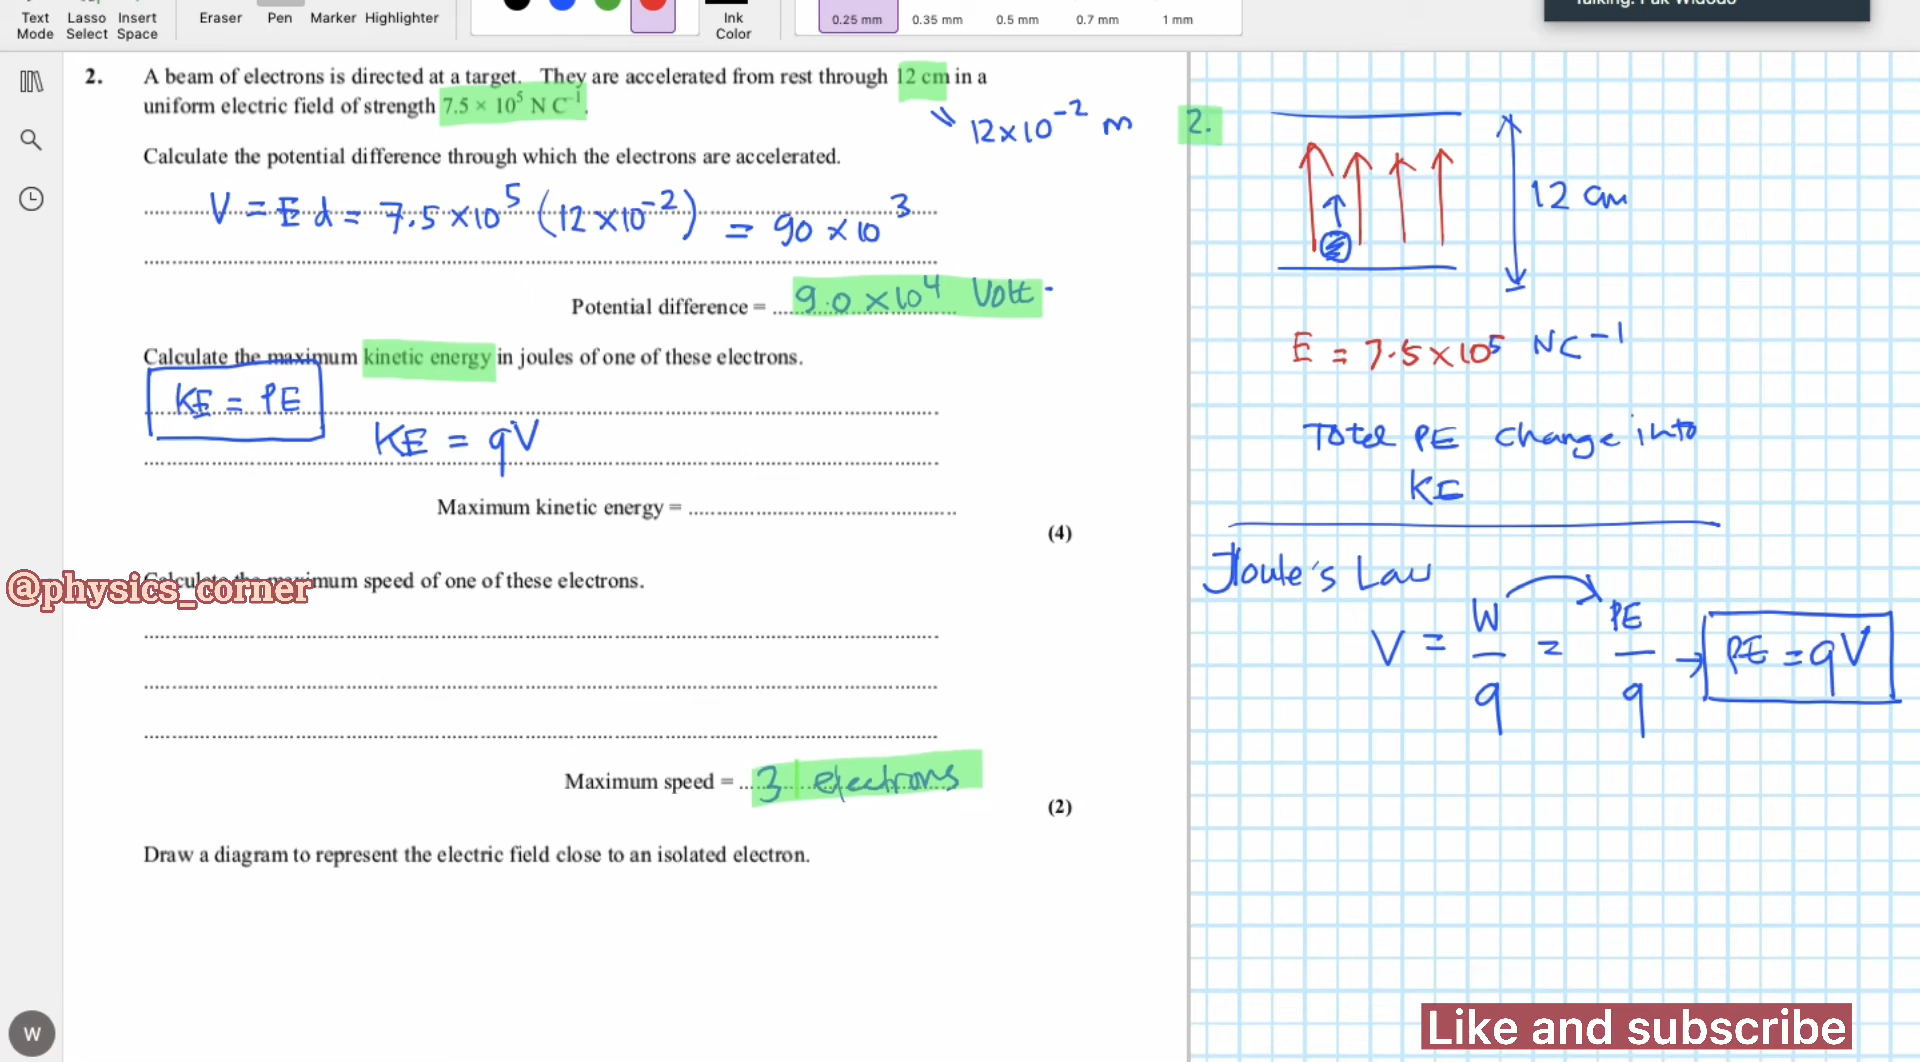 Text Mode
Lasso Select
Insert Space
Eraser
Pen
Marker
Highlighter
Ink Color
0.25 mm
0.35 mm
0.5 mm
0.7 mm
1 mm
Talking: Pak Widodo
2. A beam of electrons is directed at a target. They are accelerated from rest through 12 cm in a
uniform electric field of strength 7.5 × 10⁵ N C⁻¹.
12×10⁻² m
Calculate the potential difference through which the electrons are accelerated.
V = E d = 7.5 ×10⁵ (12 ×10⁻²) = 90 × 10³
Potential difference = 9.0 ×10⁴ Volt
Calculate the maximum kinetic energy in joules of one of these electrons.
KE = PE
KE = qV
Maximum kinetic energy =
(4)
Calculate the maximum speed of one of these electrons.
@physics_corner
Maximum speed = 3 electrons
(2)
Draw a diagram to represent the electric field close to an isolated electron.
W
2.
12 cm
E = 7.5 ×10⁵ NC⁻¹
Total PE change into
KE
Joule's Law
V = W/q = PE/q → PE = qV
Like and subscribe